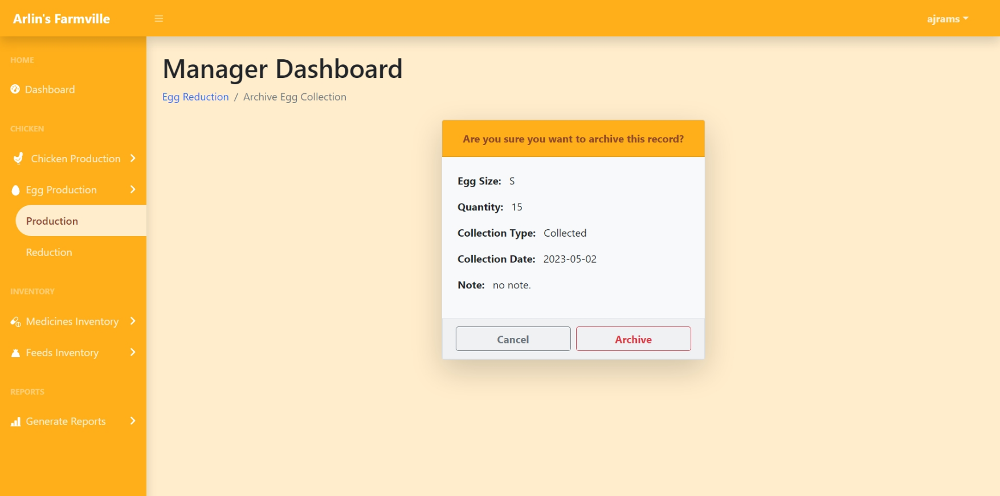 Arlin's Farmville
ajrams
HOME
Dashboard
CHICKEN
Chicken Production
Egg Production
Production
Reduction
INVENTORY
Medicines Inventory
Feeds Inventory
REPORTS
Generate Reports
Manager Dashboard
Egg Reduction / Archive Egg Collection
Are you sure you want to archive this record?
Egg Size: S
Quantity: 15
Collection Type: Collected
Collection Date: 2023-05-02
Note: no note.
Cancel Archive